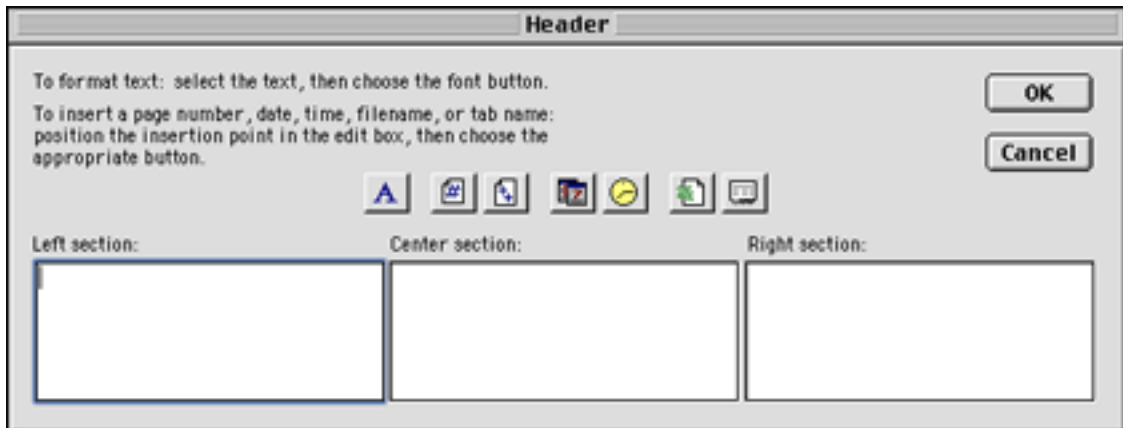 Header
To format text: select the text, then choose the font button.
To insert a page number, date, time, filename, or tab name:
position the insertion point in the edit box, then choose the
appropriate button.
OK
Cancel
A
Left section:
Center section:
Right section: